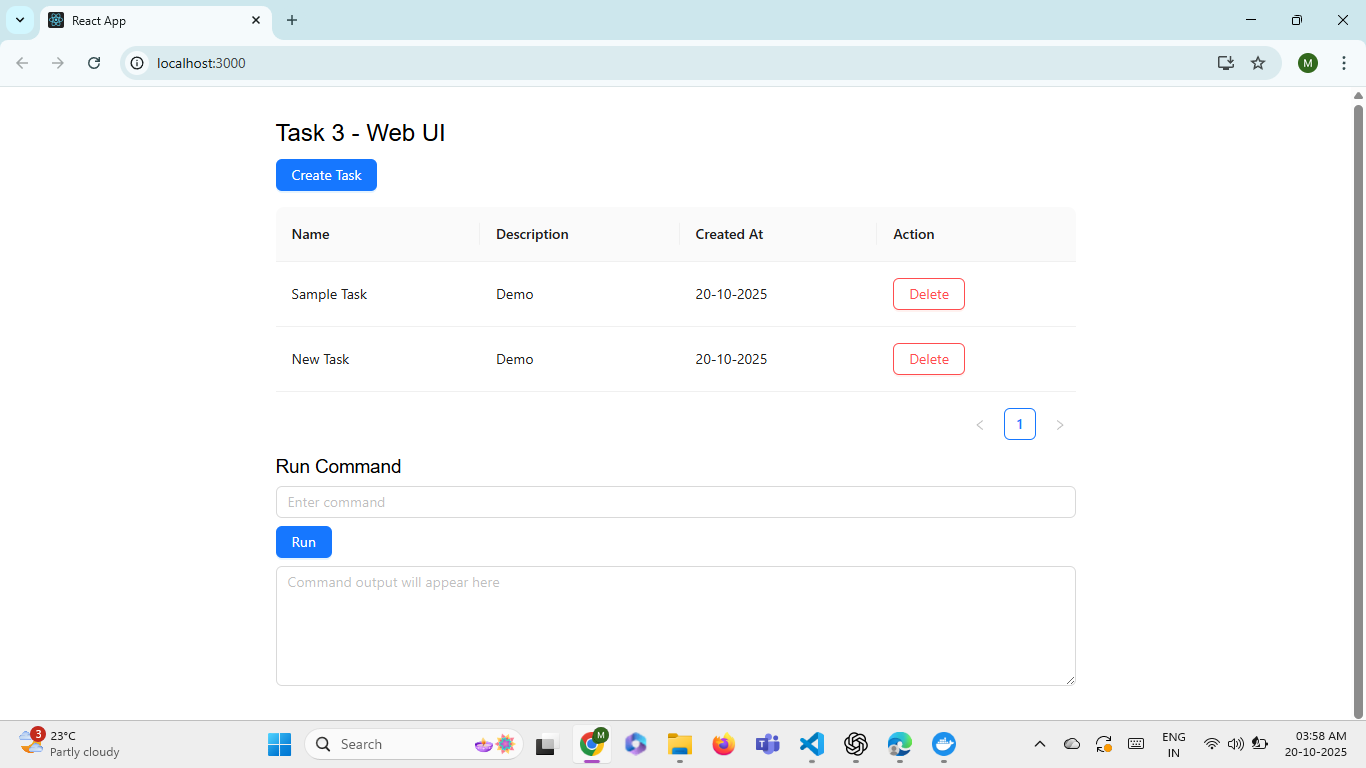 React App
localhost:3000
M
Task 3 - Web UI
Create Task
Name Description Created At Action
Sample Task Demo 20-10-2025 Delete
New Task Demo 20-10-2025 Delete
< 1 >
Run Command
Enter command
Run
Command output will appear here
3 23°C
Partly cloudy
Search
M
ENG
IN
03:58 AM
20-10-2025